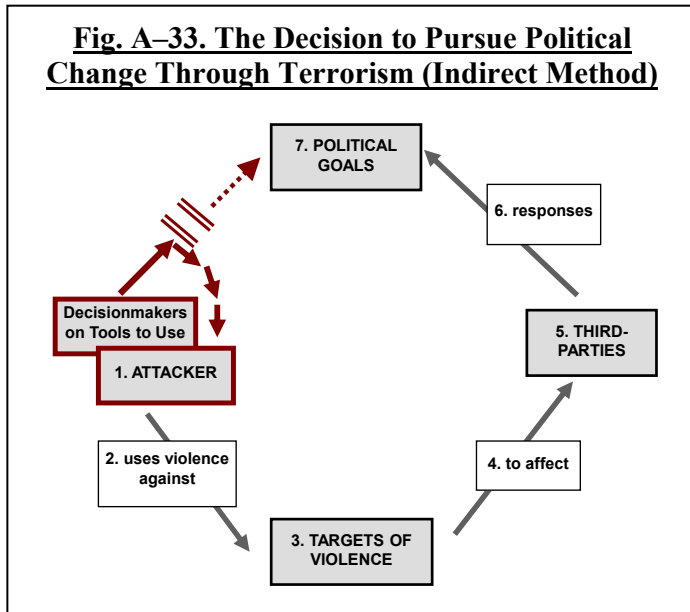 Fig. A–33. The Decision to Pursue Political
Change Through Terrorism (Indirect Method)
7. POLITICAL
GOALS
6. responses
Decisionmakers
on Tools to Use
1. ATTACKER
5. THIRD-
PARTIES
2. uses violence
against
4. to affect
3. TARGETS OF
VIOLENCE